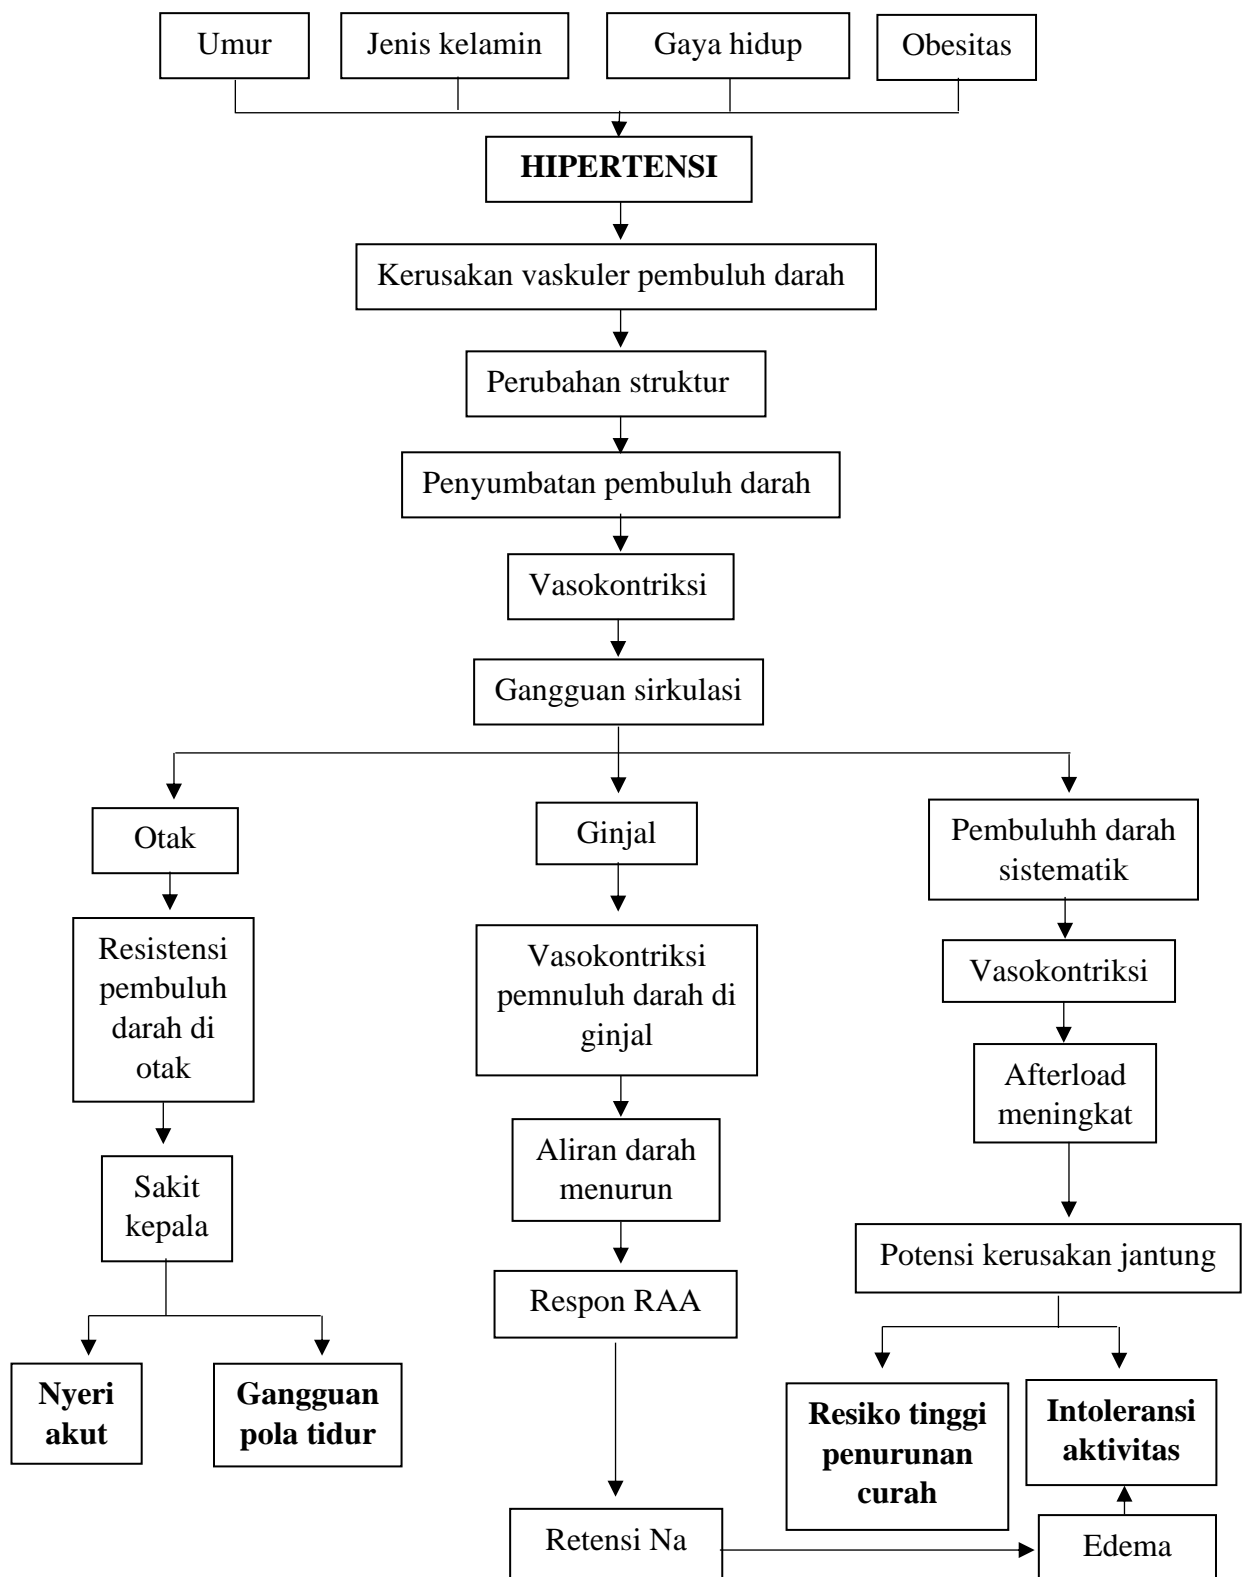 Umur
Jenis kelamin
Gaya hidup
Obesitas
HIPERTENSI
Kerusakan vaskuler pembuluh darah
Perubahan struktur
Penyumbatan pembuluh darah
Vasokontriksi
Gangguan sirkulasi
Otak
Ginjal
Pembuluhh darah
sistematik
Resistensi
pembuluh
darah di
otak
Vasokontriksi
pemnuluh darah di
ginjal
Vasokontriksi
Afterload
meningkat
Sakit
kepala
Aliran darah
menurun
Potensi kerusakan jantung
Respon RAA
Nyeri
akut
Gangguan
pola tidur
Resiko tinggi
penurunan
curah
Intoleransi
aktivitas
Retensi Na
Edema